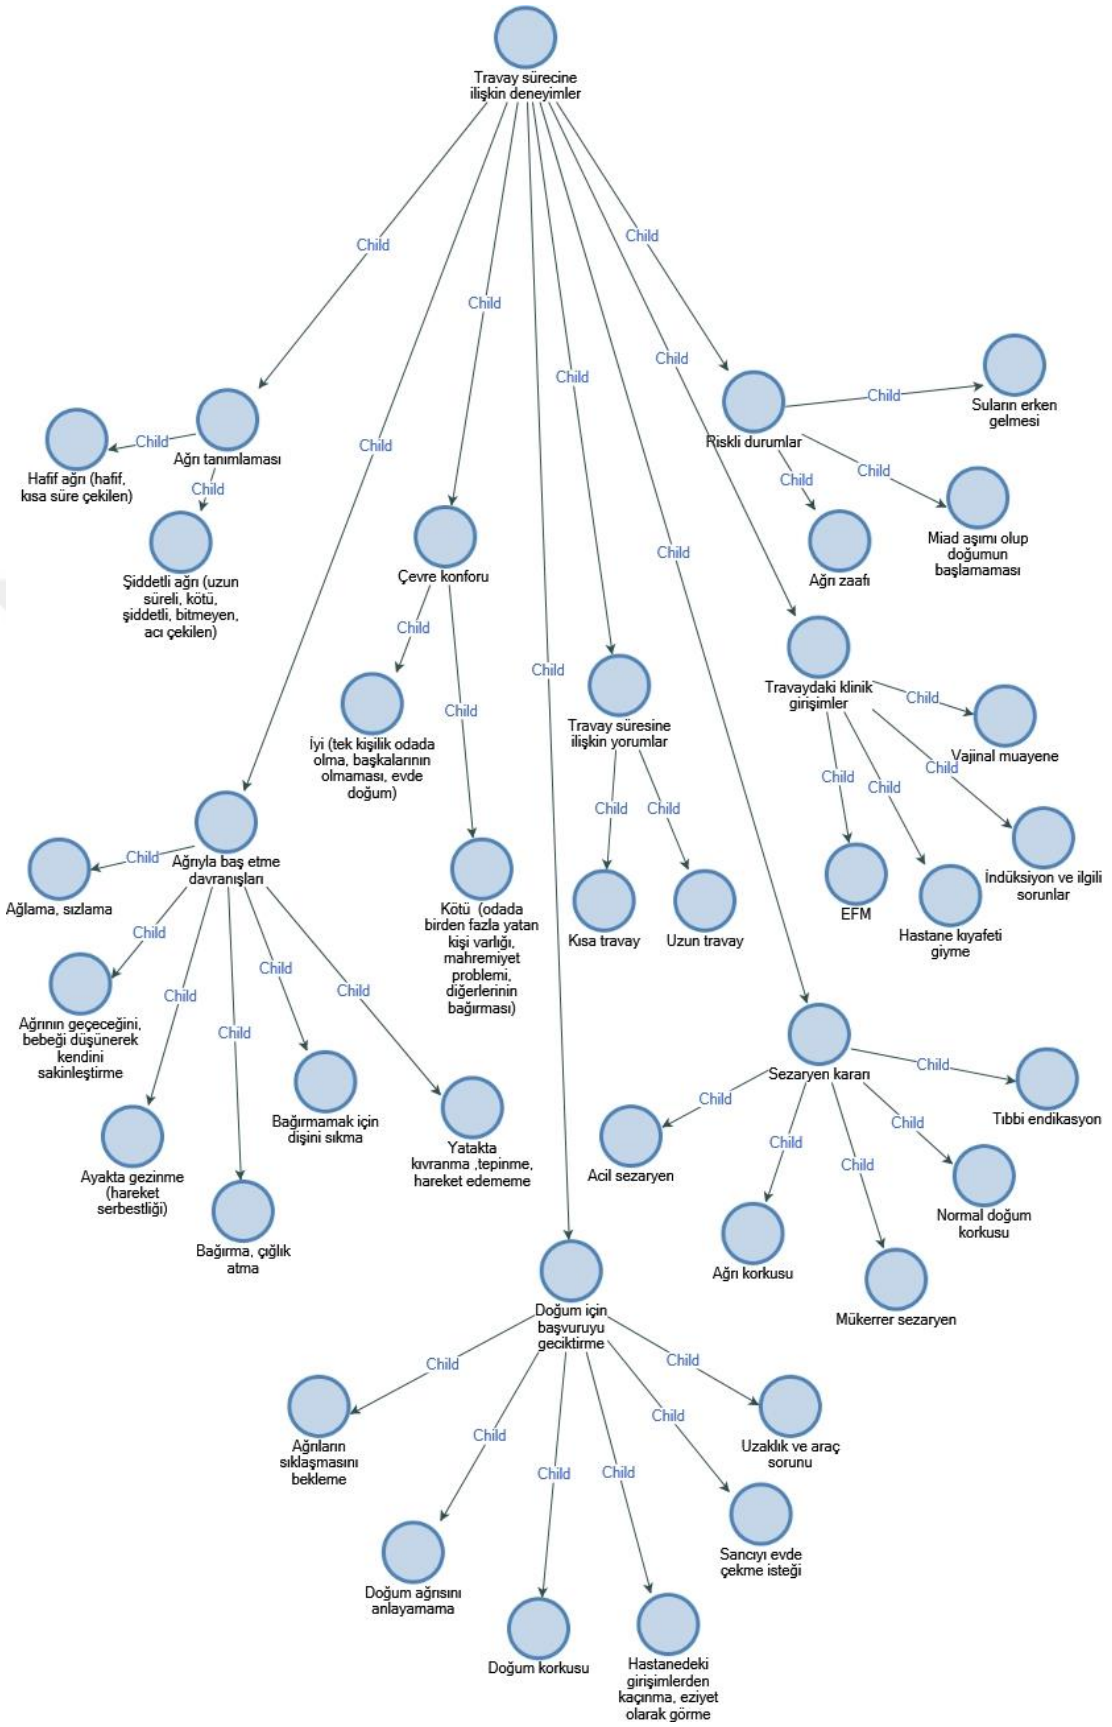 Travay sürecine
ilişkin deneyimler
Child
Child
Child
Child
Child
Child
Child
Child
Ağrı tanımlaması
Child
Hafif ağrı (hafif,
kısa süre çekilen)
Child
Şiddetli ağrı (uzun
süreli, kötü,
şiddetli, bitmeyen,
acı çekilen)
Riskli durumlar
Child
Suların erken
gelmesi
Child
Miad aşımı olup
doğumun
başlamaması
Child
Ağrı zaafı
Çevre konforu
Child
İyi (tek kişilik odada
olma, başkalarının
olmaması, evde
doğum)
Child
Kötü (odada
birden fazla yatan
kişi varlığı,
mahremiyet
problemi,
diğerlerinin
bağırması)
Travay süresine
ilişkin yorumlar
Child
Kısa travay
Child
Uzun travay
Travaydaki klinik
girişimler
Child
Vajinal muayene
Child
İndüksiyon ve ilgili
sorunlar
Child
Hastane kıyafeti
giyme
Child
EFM
Ağrıyla baş etme
davranışları
Child
Ağlama, sızlama
Child
Ağrının geçeceğini,
bebeği düşünerek
kendini
sakinleştirme
Child
Ayakta gezinme
(hareket
serbestliği)
Child
Bağırma, çığlık
atma
Child
Bağırmamak için
dişini sıkma
Child
Yatakta
kıvranma ,tepinme,
hareket edememe
Sezaryen kararı
Child
Acil sezaryen
Child
Ağrı korkusu
Child
Mükerrer sezaryen
Child
Normal doğum
korkusu
Child
Tıbbi endikasyon
Doğum için
başvuruyu
geciktirme
Child
Ağrıların
sıklaşmasını
bekleme
Child
Doğum ağrısını
anlayamama
Child
Doğum korkusu
Child
Hastanedeki
girişimlerden
kaçınma, eziyet
olarak görme
Child
Sancıyı evde
çekme isteği
Child
Uzaklık ve araç
sorunu